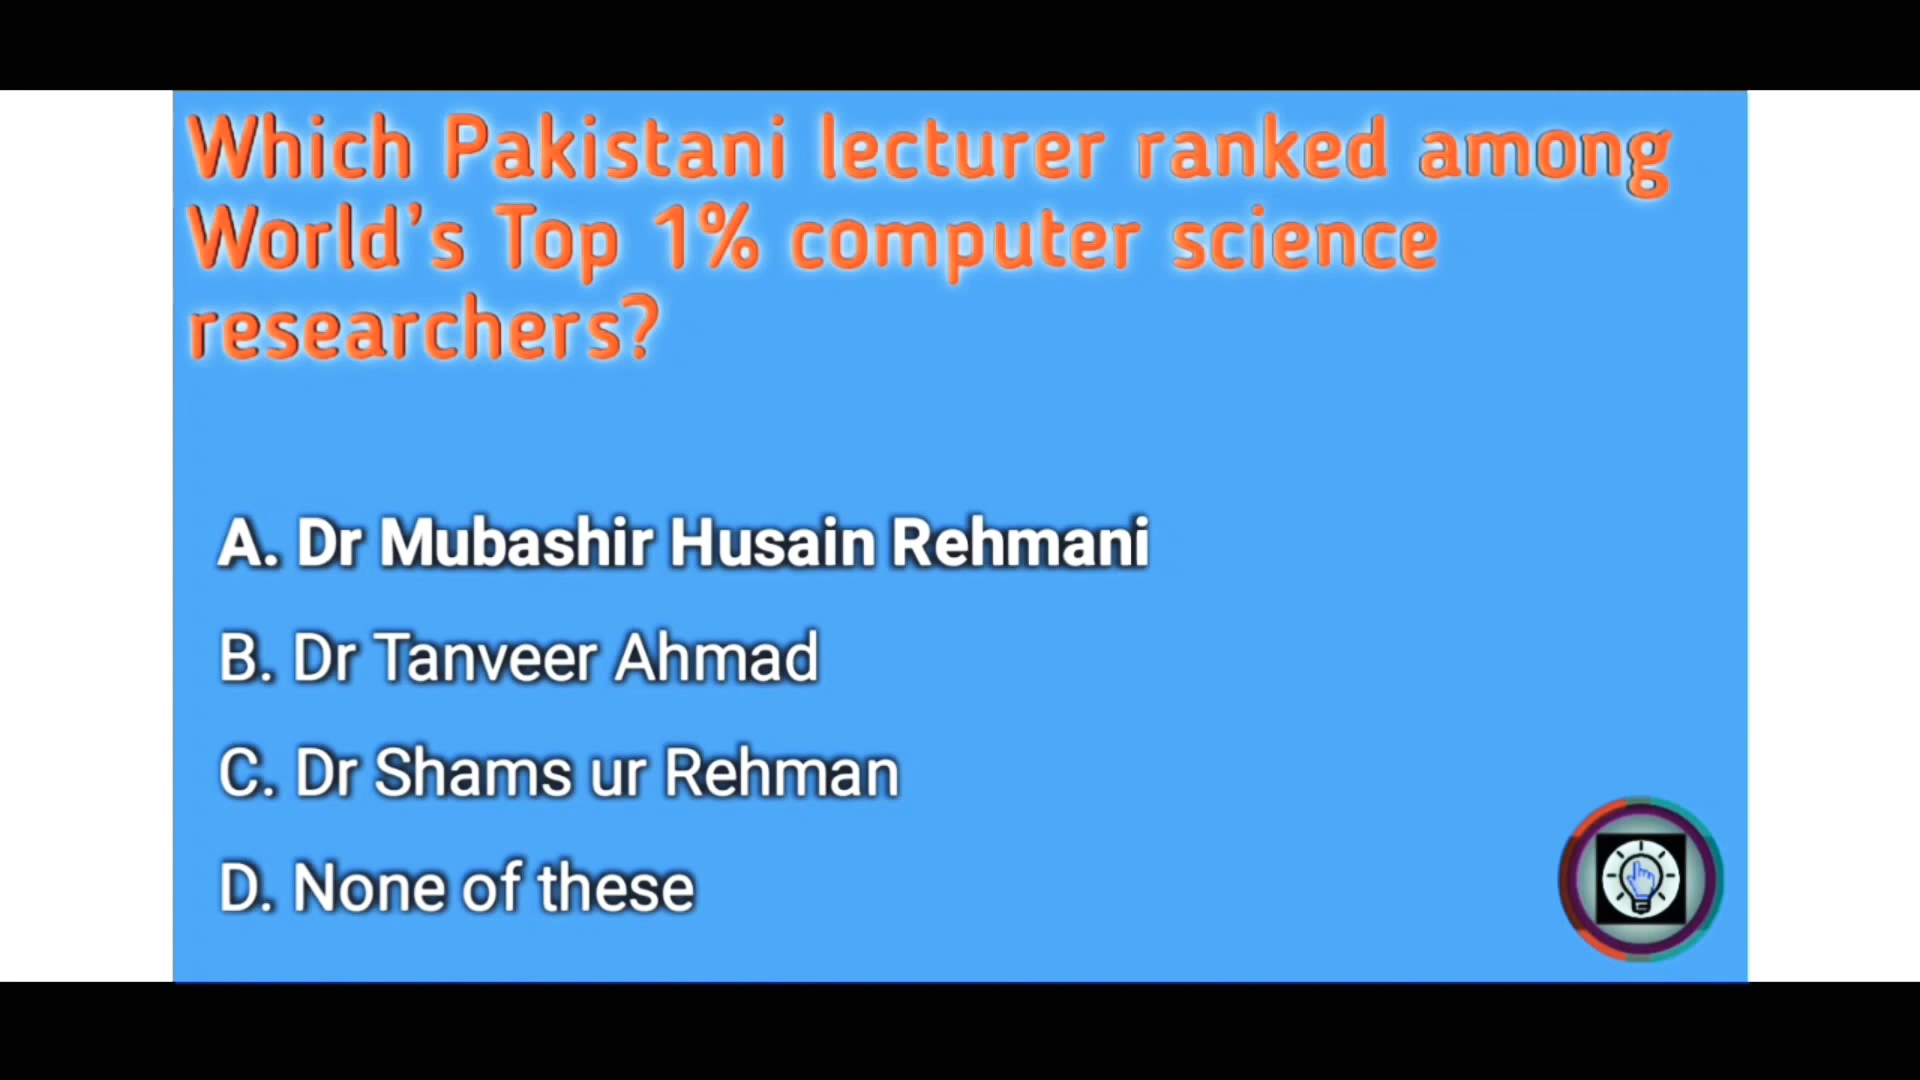 Which Pakistani lecturer ranked among
World’s Top 1% computer science
researchers?
A. Dr Mubashir Husain Rehmani
B. Dr Tanveer Ahmad
C. Dr Shams ur Rehman
D. None of these